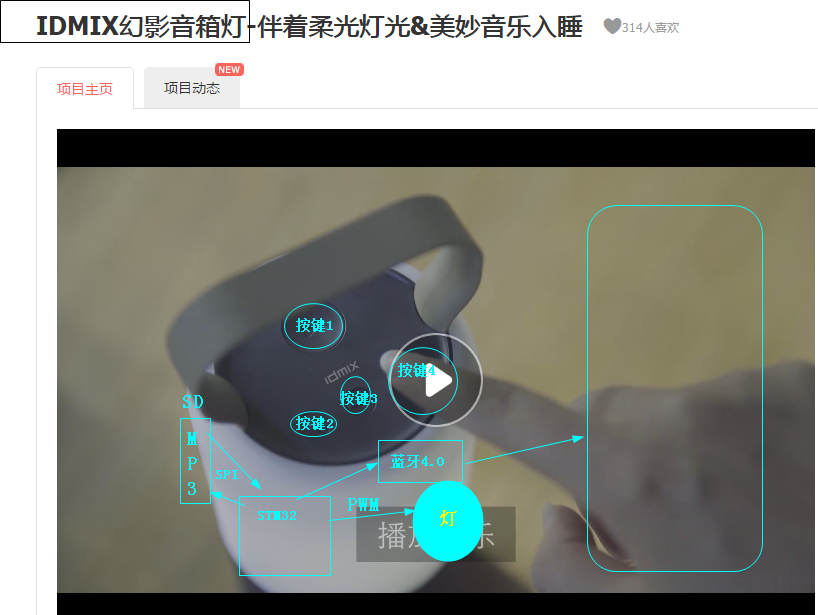 IDMIX幻影音箱灯-伴着柔光灯光&美妙音乐入睡
314人喜欢
项目主页
项目动态
NEW
按键1
idmix
按键4
按键3
按键2
SD
M
P
3
SPI
蓝牙4.0
STM32
PWM
灯
播放 乐